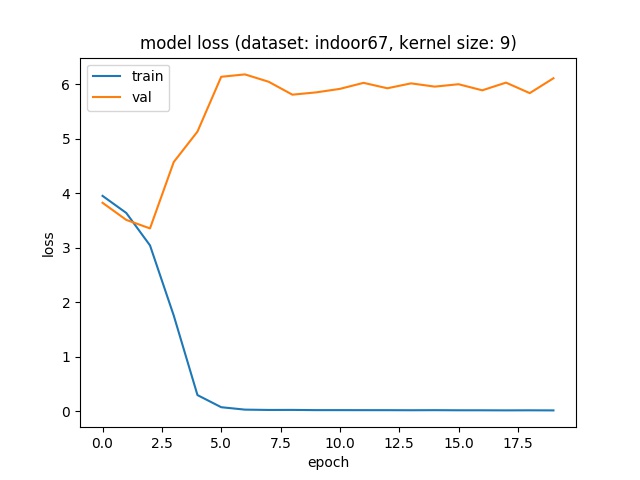 model loss (dataset: indoor67, kernel size: 9)
train
val
6
5
4
3
2
1
0
loss
0.0 2.5 5.0 7.5 10.0 12.5 15.0 17.5
epoch